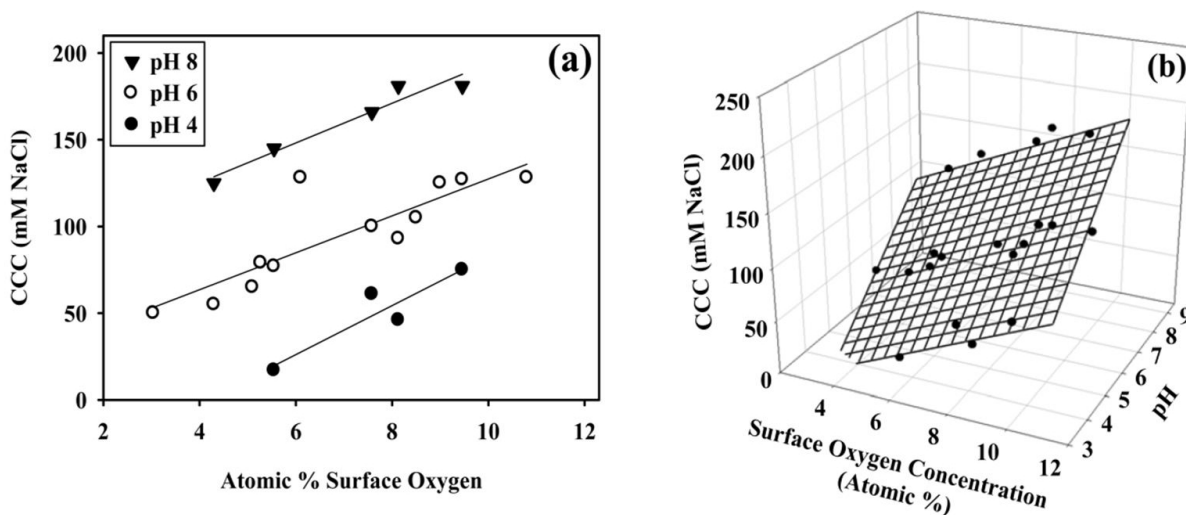 (a)
pH 8
pH 6
pH 4
200
150
100
50
0
CCC (mM NaCl)
2 4 6 8 10 12
Atomic % Surface Oxygen
(b)
250
200
150
100
50
0
CCC (mM NaCl)
4 6 8 10 12
Surface Oxygen Concentration
(Atomic %)
3 4 5 6 7 8 9
pH